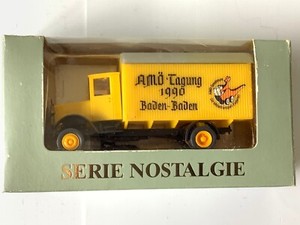 AMÖ-Tagung
1990
Baden-Baden
SERIE NOSTALGIE